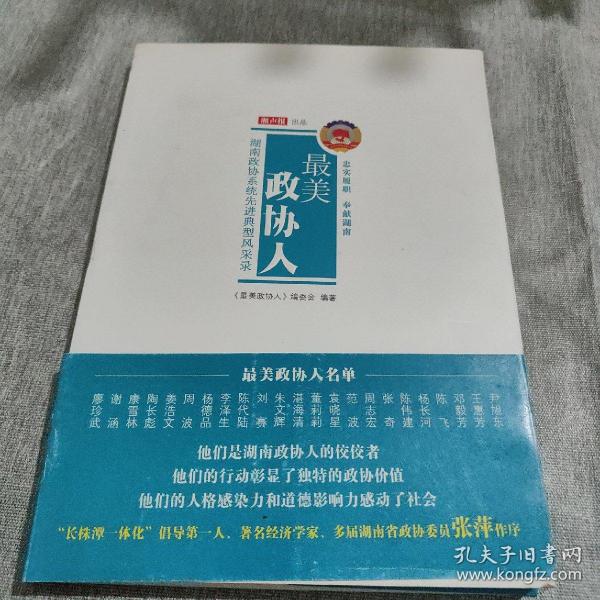 湘声报 出品
忠实履职 奉献湖南
最美
政协人
湖南政协系统先进典型风采录
《最美政协人》编委会 编著
最美政协人名单
廖珍武
谢涵
康雪林
陶长彪
姜浩文
周波
杨德品
李泽生
陈代陆
刘赛
朱文辉
湛海清
董莉莉
袁晓星
范波
周志宏
张奇
陈伟建
杨长河
陈飞
邓毅芳
王惠芳
尹旭东
他们是湖南政协人的佼佼者
他们的行动彰显了独特的政协价值
他们的人格感染力和道德影响力感动了社会
“长株潭一体化”倡导第一人、著名经济学家、多届湖南省政协委员张萍作序
孔夫子旧书网
www.kongfz.com